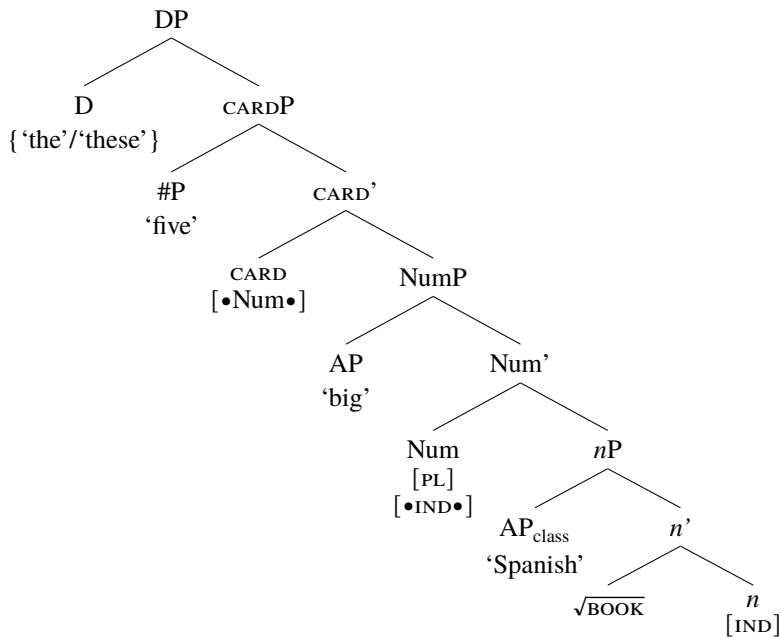 DP
D CARDP
{‘the’/‘these’}
#P CARD’
‘five’
CARD NumP
[•Num•]
AP Num’
‘big’
Num nP
[PL]
[•IND•]
APclass n’
‘Spanish’
√BOOK n
[IND]